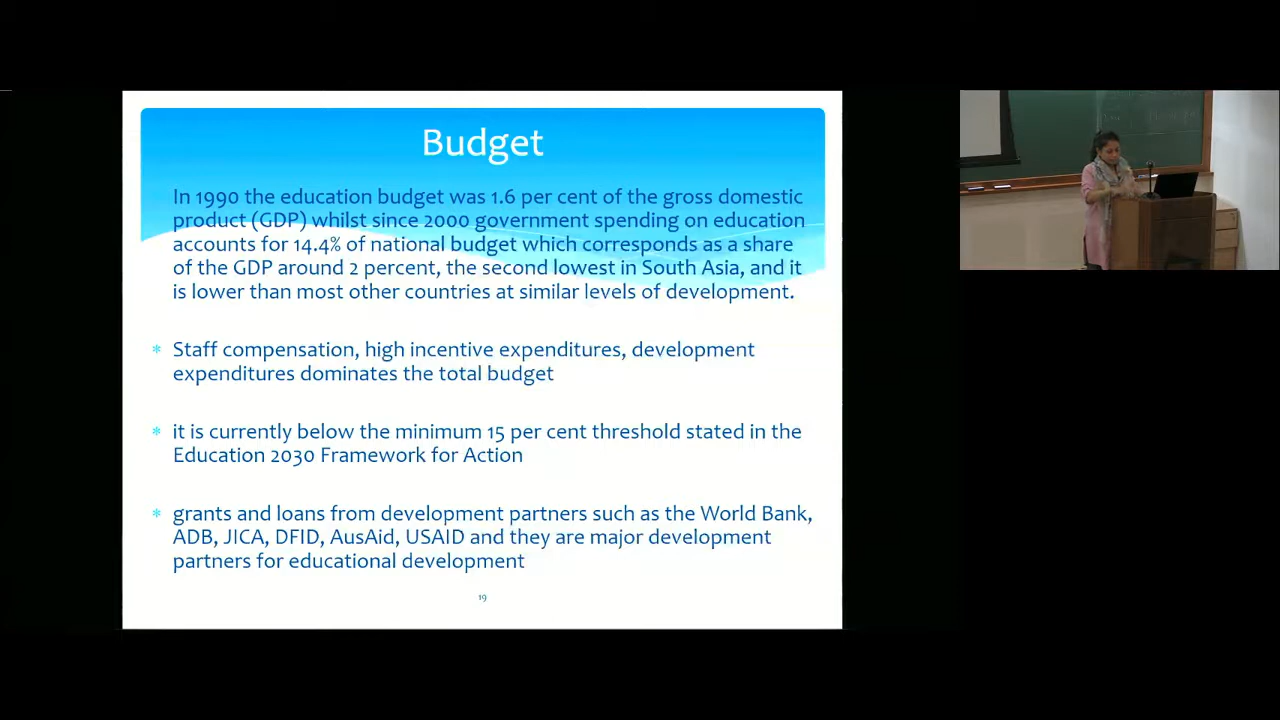 Budget
In 1990 the education budget was 1.6 per cent of the gross domestic
product (GDP) whilst since 2000 government spending on education
accounts for 14.4% of national budget which corresponds as a share
of the GDP around 2 percent, the second lowest in South Asia, and it
is lower than most other countries at similar levels of development.
* Staff compensation, high incentive expenditures, development
expenditures dominates the total budget
* it is currently below the minimum 15 per cent threshold stated in the
Education 2030 Framework for Action
* grants and loans from development partners such as the World Bank,
ADB, JICA, DFID, AusAid, USAID and they are major development
partners for educational development
19